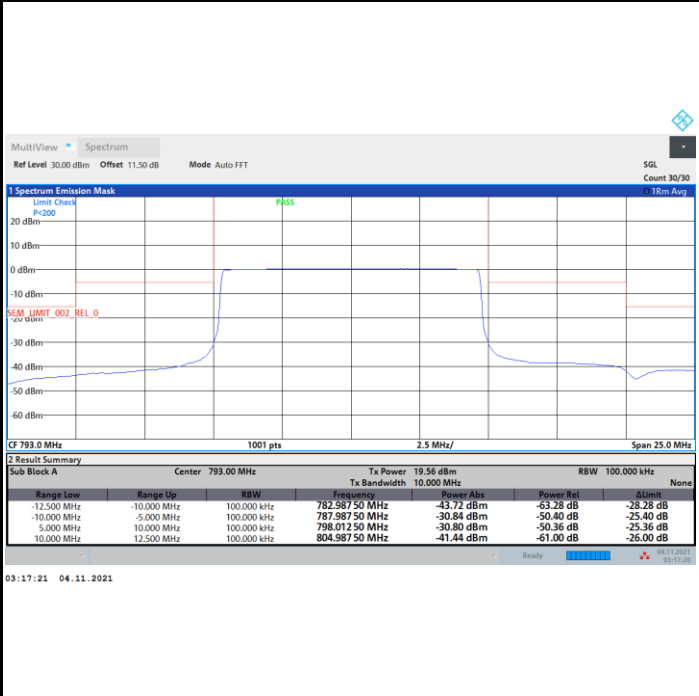 MultiView Spectrum
Ref Level 30.00 dBm Offset 11.50 dB Mode Auto FFT SGL
Count 30/30
1 Spectrum Emission Mask 1Rm Avg
Limit Check PASS
P<200
20 dBm
10 dBm
0 dBm
-10 dBm
SEM_LIMIT_002_REL_0
-20 dBm
-30 dBm
-40 dBm
-50 dBm
-60 dBm
CF 793.0 MHz 1001 pts 2.5 MHz/ Span 25.0 MHz
2 Result Summary
Sub Block A Center 793.00 MHz Tx Power 19.56 dBm RBW 100.000 kHz
Tx Bandwidth 10.000 MHz None
Range Low Range Up RBW Frequency Power Abs Power Rel ΔLimit
-12.500 MHz -10.000 MHz 100.000 kHz 782.98750 MHz -43.72 dBm -63.28 dB -28.28 dB
-10.000 MHz -5.000 MHz 100.000 kHz 787.98750 MHz -30.84 dBm -50.40 dB -25.40 dB
5.000 MHz 10.000 MHz 100.000 kHz 798.01250 MHz -30.80 dBm -50.36 dB -25.36 dB
10.000 MHz 12.500 MHz 100.000 kHz 804.98750 MHz -41.44 dBm -61.00 dB -26.00 dB
Ready 04.11.2021
03:17:20
03:17:21 04.11.2021